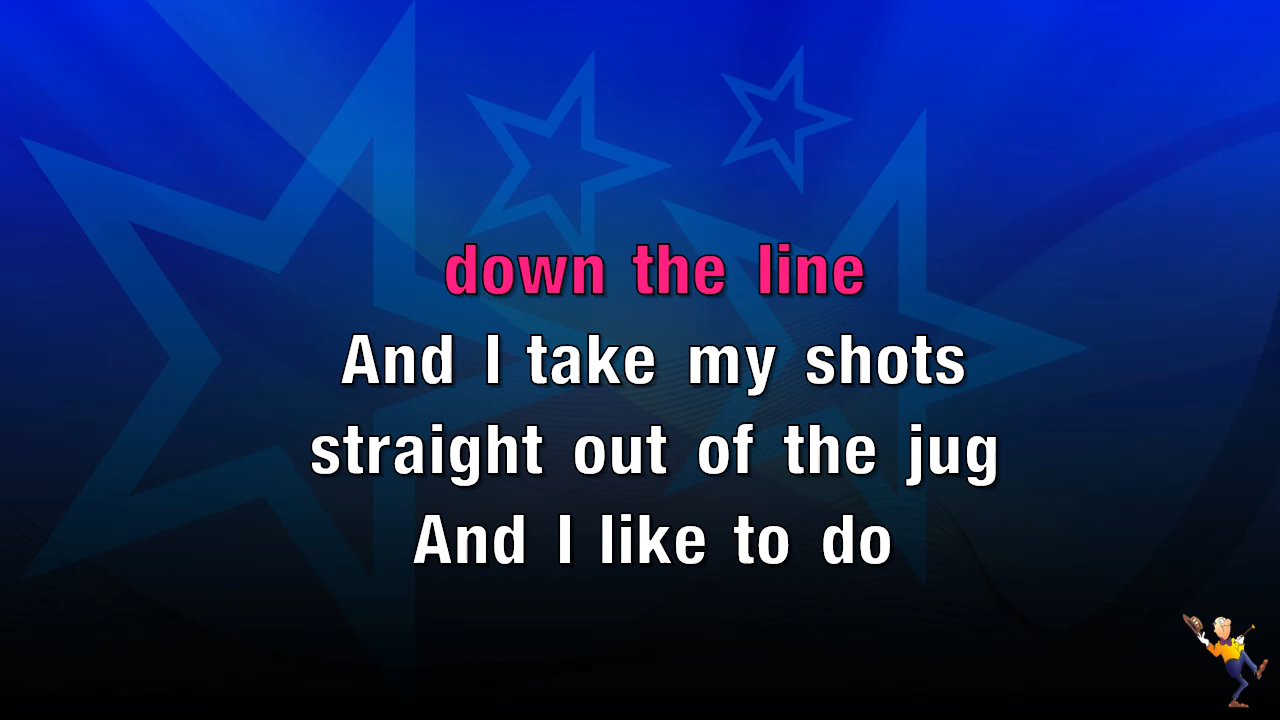 down the line
And I take my shots
straight out of the jug
And I like to do